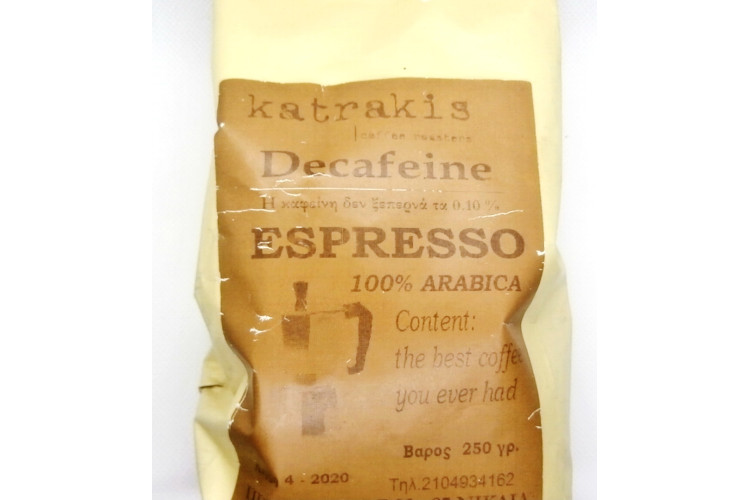 katrakis
coffee roasters
Decafeine
Η καφεΐνη δεν ξεπερνά τα 0.10 %
ESPRESSO
100% ARABICA
Content:
the best coffe
you ever had
Βαρος 250 γρ.
4 - 2020
Τηλ.2104934162
ΝΙΚΑΙΑ